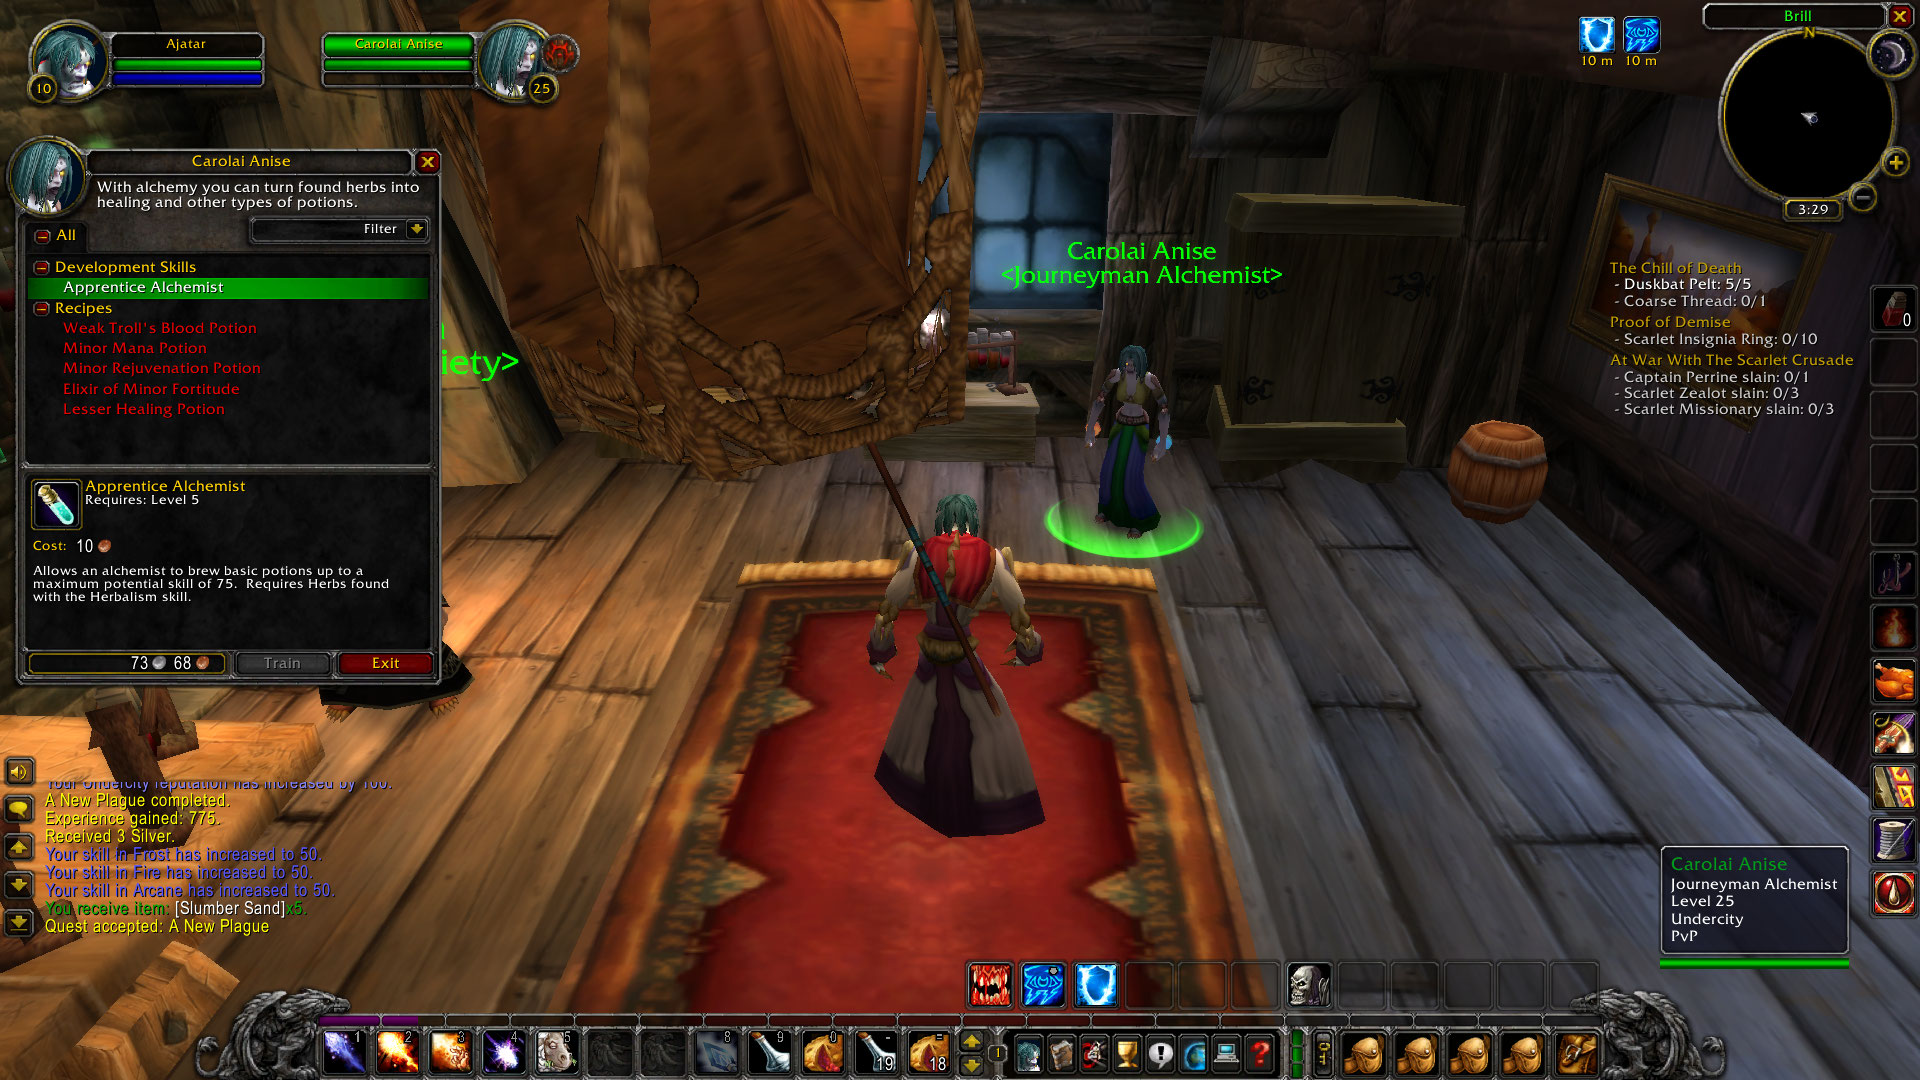 Ajatar
10
Carolai Anise
25
10 m
10 m
Brill
N
3:29
Carolai Anise
With alchemy you can turn found herbs into
healing and other types of potions.
Filter
All
Development Skills
Apprentice Alchemist
Recipes
Weak Troll's Blood Potion
Minor Mana Potion
Minor Rejuvenation Potion
Elixir of Minor Fortitude
Lesser Healing Potion
Apprentice Alchemist
Requires: Level 5
Cost: 10
Allows an alchemist to brew basic potions up to a
maximum potential skill of 75. Requires Herbs found
with the Herbalism skill.
73 68
Train
Exit
iety>
Carolai Anise
<Journeyman Alchemist>
The Chill of Death
- Duskbat Pelt: 5/5
- Coarse Thread: 0/1
Proof of Demise
- Scarlet Insignia Ring: 0/10
At War With The Scarlet Crusade
- Captain Perrine slain: 0/1
- Scarlet Zealot slain: 0/3
- Scarlet Missionary slain: 0/3
0
Your Undercity reputation has increased by 100.
A New Plague completed.
Experience gained: 775.
Received 3 Silver.
Your skill in Frost has increased to 50.
Your skill in Fire has increased to 50.
Your skill in Arcane has increased to 50.
You receive item: [Slumber Sand]x5.
Quest accepted: A New Plague
Carolai Anise
Journeyman Alchemist
Level 25
Undercity
PvP
1
2
3
4
5
8
9
0
-
19
=
18
1